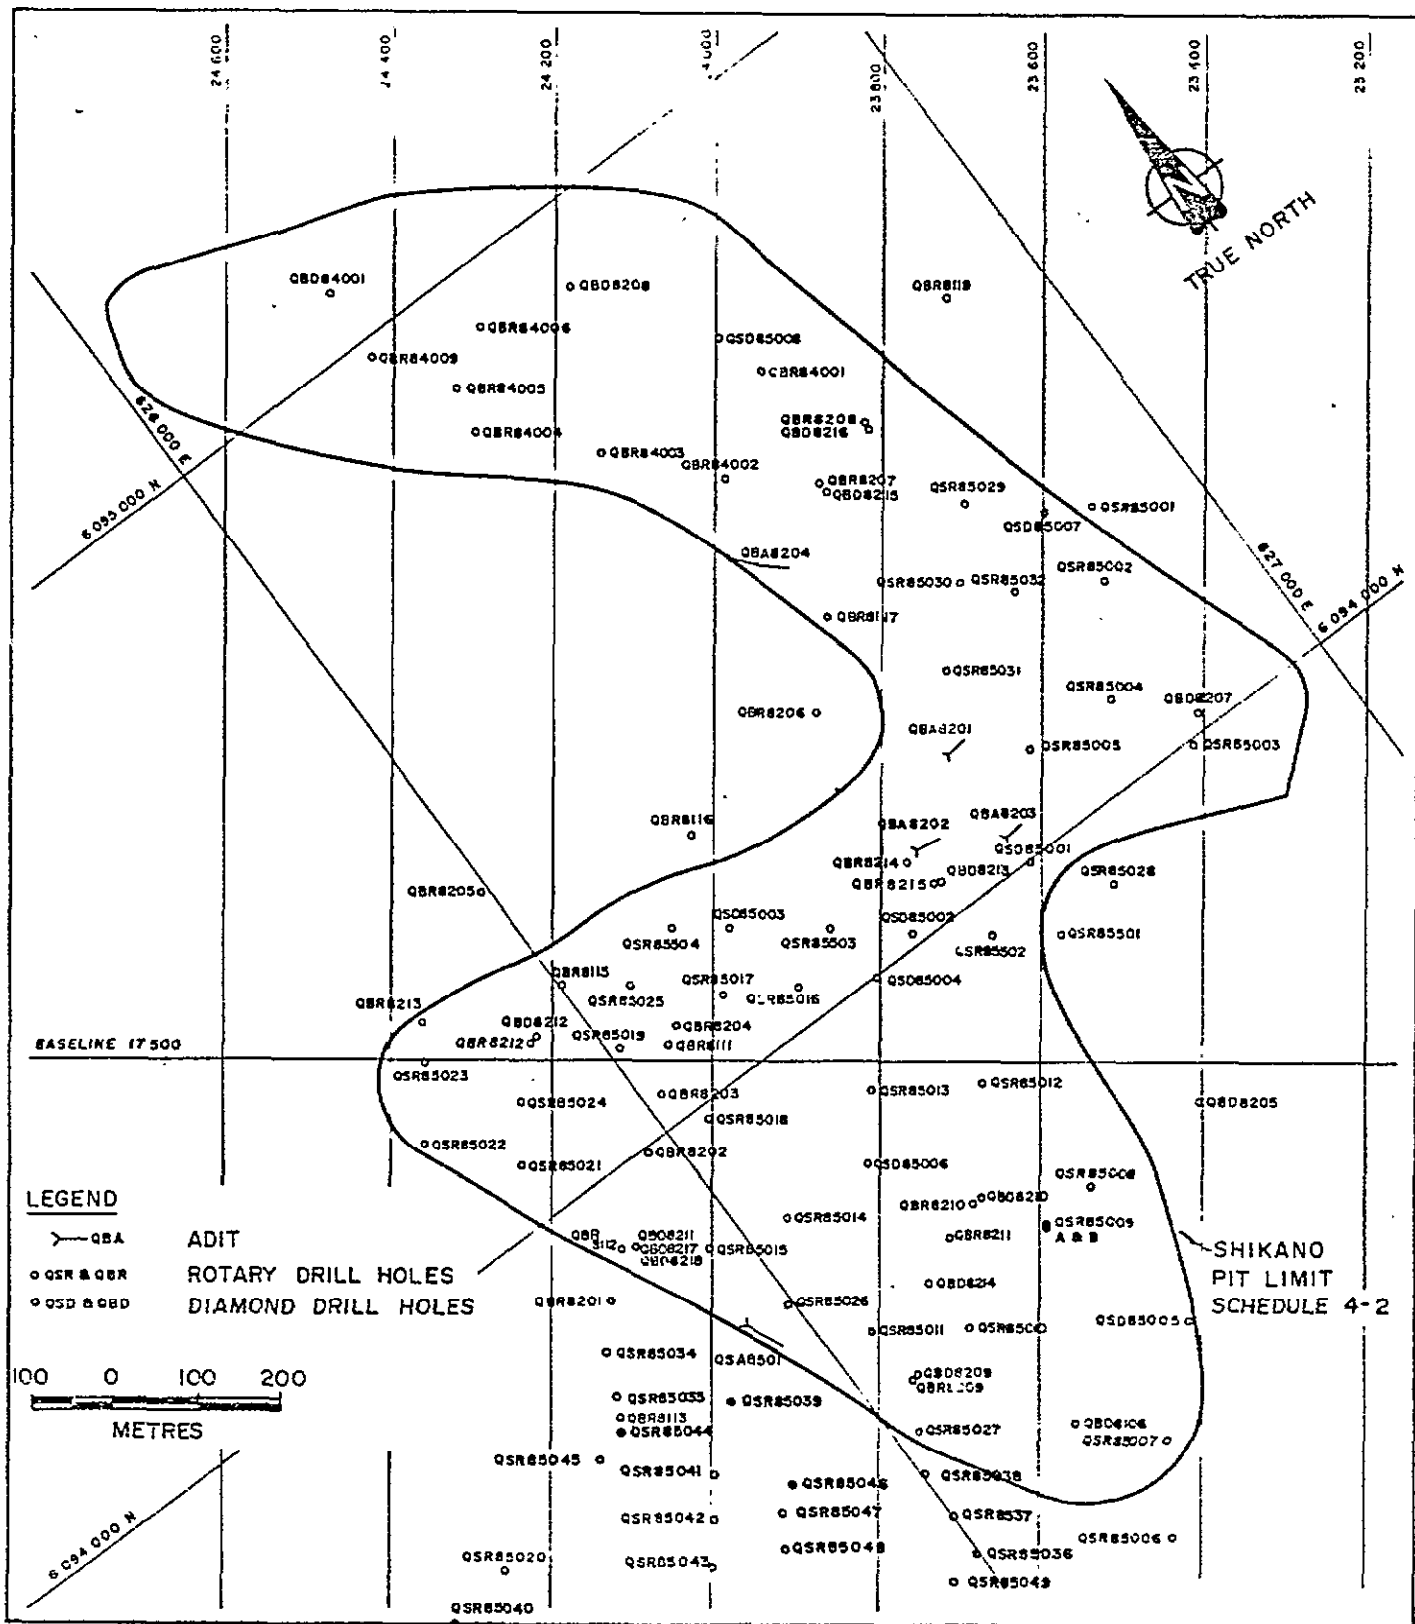 24 600
24 400
24 200
23 800
23 600
23 400
23 200
TRUE NORTH
QBD84001
QBD8208
QBR8119
QBR84006
QSD85008
QBR84009
QBR84001
QBR84005
QBR8208
QBD8216
QBR84004
QBR84003
QBR84002
QBR8207
QBD8215
QSR85029
QSR85001
QSD85007
626 000 E
6 095 000 N
QBA8204
627 000 E
6 094 000 N
QSR85030
QSR85032
QSR85002
QBR8117
QSR85031
QSR85004
QBD8207
QBR8206
QBA8201
QSR85005
QSR85003
QBR8116
QBA8202
QBA8203
QSD85001
QBR8214
QBD8213
QSR85028
QBR8215
QBR8205
QSD85003
QSD85002
QSR85504
QSR85503
QSR85502
QSR85501
QBR8115
QSR85017
QSD85004
QBR8213
QSR85025
QSR85016
QBD8212
QSR85019
QBR8204
BASELINE 17 500
QBR8212
QBR8111
QSR85023
QSR85013
QSR85012
QSR85024
QBR8203
QBD8205
QSR85018
QSR85022
QBR8202
QSR85021
QSD85006
QSR85008
QBD8210
QBR8210
LEGEND
QSR85014
QSR85009
A & B
QBA ADIT
QBR
8112
QBD8211
QBD8217
QBD8218
QSR85015
QBR8211
SHIKANO
PIT LIMIT
SCHEDULE 4-2
QSR & QBR ROTARY DRILL HOLES
QSD & QBD DIAMOND DRILL HOLES
QBD8214
QBR8201
QSR85026
QSD85005
QSR85011
QSR85034
QSA8501
100 0 100 200
METRES
QBD8209
QSR85039
QBR8113
QSR85044
QSR85027
QBD8106
QSR85007
QSR85045
QSR85041
QSR85038
QSR85046
QSR85047
QSR8537
QSR85042
QSR85006
6 094 000 N
QSR85048
QSR85036
QSR85020
QSR85043
QSR85049
QSR85040